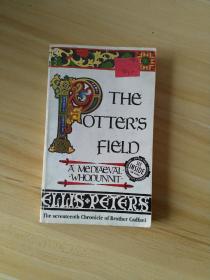 THE
POTTER'S
FIELD
A MEDIAEVAL
WHODUNNIT
ELLIS PETERS
The seventeenth Chronicle of Brother Cadfael